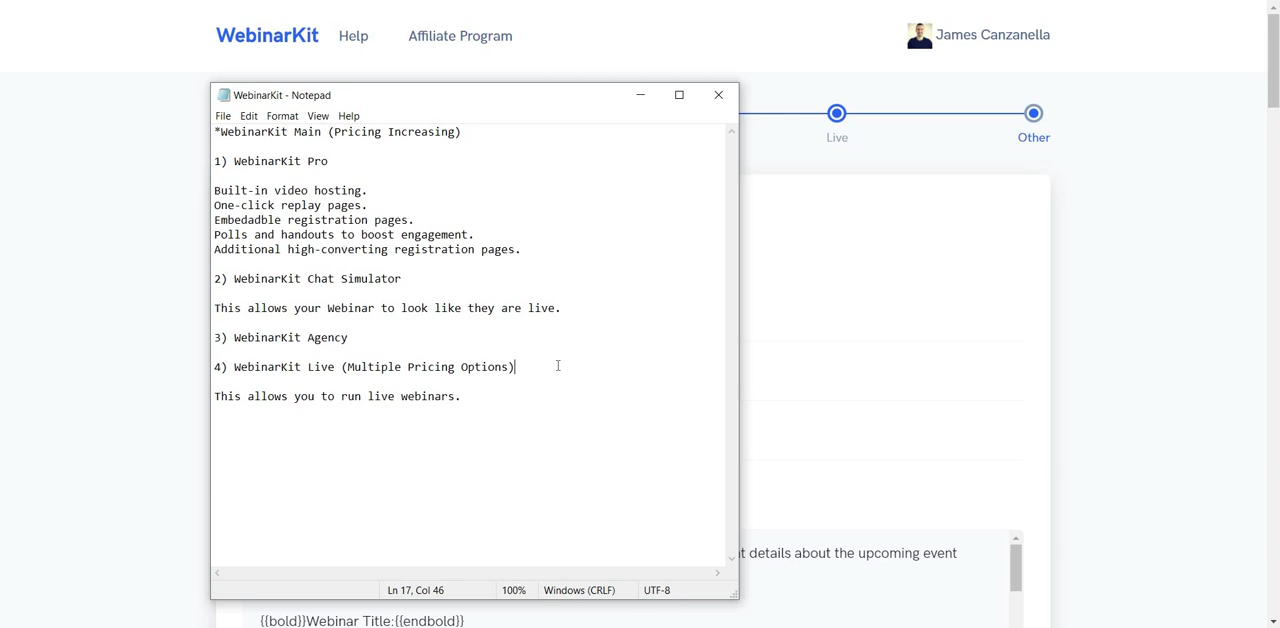 WebinarKit Help Affiliate Program James Canzanella
WebinarKit - Notepad
File Edit Format View Help
Live
Other
*WebinarKit Main (Pricing Increasing)
1) WebinarKit Pro
Built-in video hosting.
One-click replay pages.
Embedadble registration pages.
Polls and handouts to boost engagement.
Additional high-converting registration pages.
2) WebinarKit Chat Simulator
This allows your Webinar to look like they are live.
3) WebinarKit Agency
4) WebinarKit Live (Multiple Pricing Options)
This allows you to run live webinars.
details about the upcoming event
Ln 17, Col 46 100% Windows (CRLF) UTF-8
{{bold}}Webinar Title:{{endbold}}